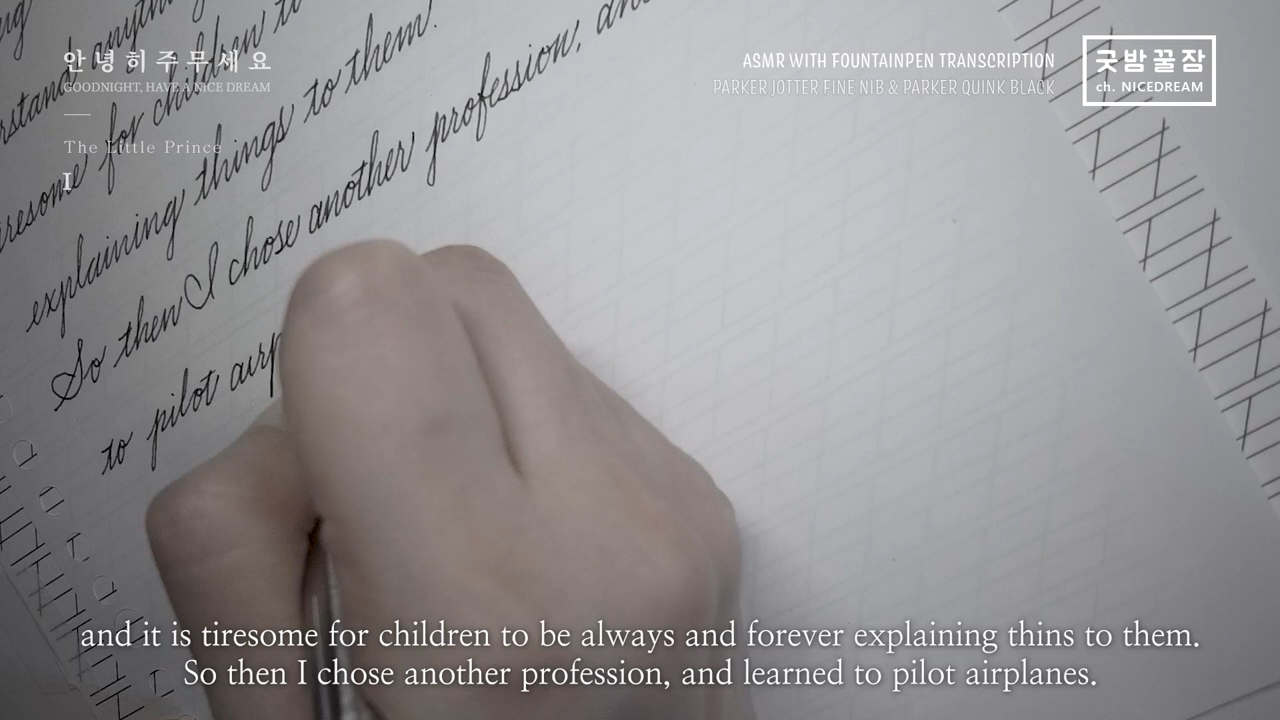 안녕히주무세요
GOODNIGHT, HAVE A NICE DREAM
The Little Prince
I
ASMR WITH FOUNTAINPEN TRANSCRIPTION
PARKER JOTTER FINE NIB & PARKER QUINK BLACK
굿밤꿀잠
ch. NICEDREAM
for children to
explaining things to them.
So then I chose another profession, and
to pilot airp
and it is tiresome for children to be always and forever explaining thins to them.
So then I chose another profession, and learned to pilot airplanes.